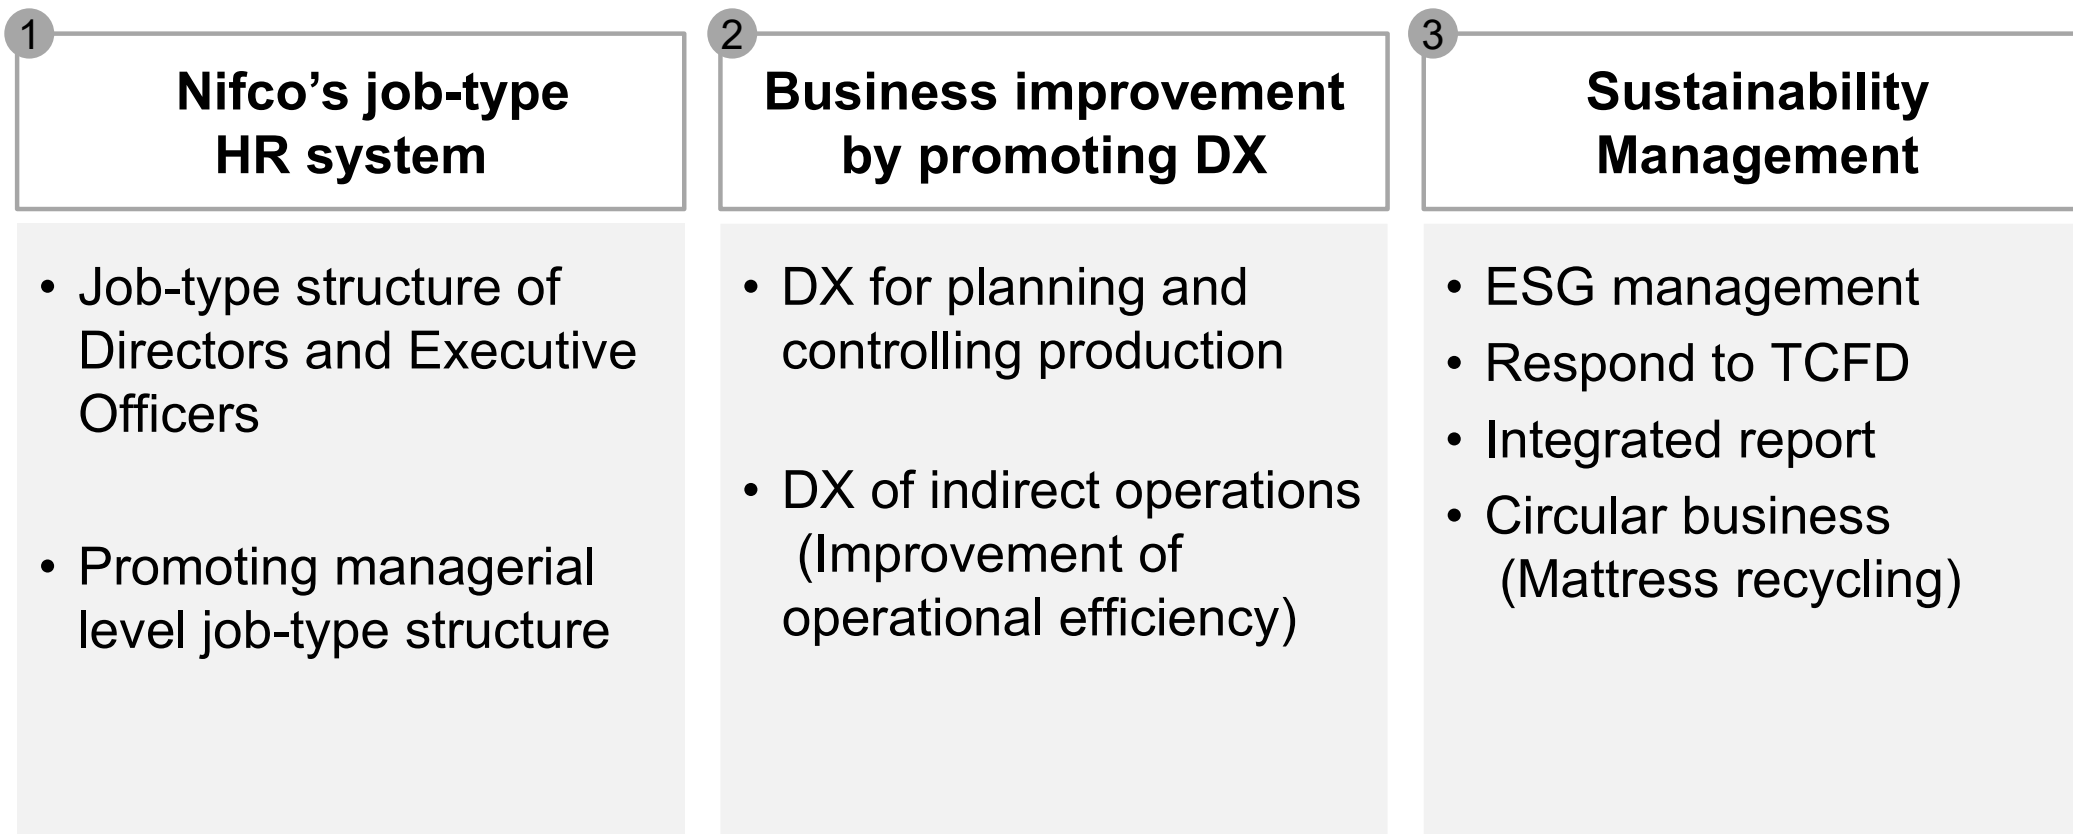 1
Nifco’s job-type
HR system
• Job-type structure of
Directors and Executive
Officers
• Promoting managerial
level job-type structure
2
Business improvement
by promoting DX
• DX for planning and
controlling production
• DX of indirect operations
(Improvement of
operational efficiency)
3
Sustainability
Management
• ESG management
• Respond to TCFD
• Integrated report
• Circular business
(Mattress recycling)